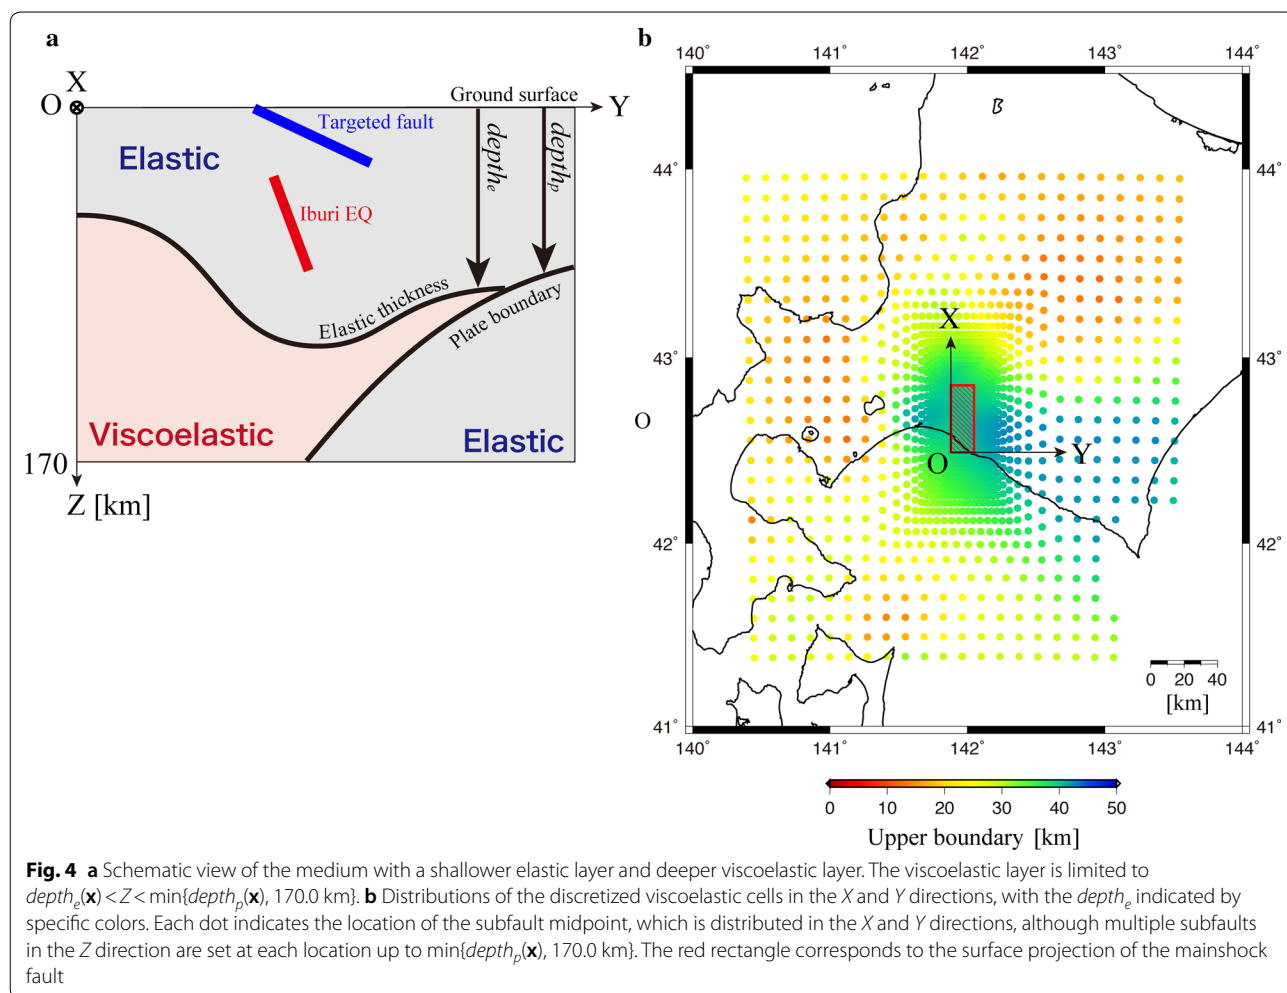 a
X
O
Ground surface
Y
Targeted fault
Elastic
depthe
depthp
Iburi EQ
Elastic thickness
Plate boundary
Viscoelastic
Elastic
170
Z [km]
b
140° 141° 142° 143° 144°
44° 44°
43° 43°
X
O
O
Y
42° 42°
0 20 40
[km]
41° 41°
140° 141° 142° 143° 144°
0 10 20 30 40 50
Upper boundary [km]
Fig. 4 a Schematic view of the medium with a shallower elastic layer and deeper viscoelastic layer. The viscoelastic layer is limited to
depthe(x) < Z < min{depthp(x), 170.0 km}. b Distributions of the discretized viscoelastic cells in the X and Y directions, with the depthe indicated by
specific colors. Each dot indicates the location of the subfault midpoint, which is distributed in the X and Y directions, although multiple subfaults
in the Z direction are set at each location up to min{depthp(x), 170.0 km}. The red rectangle corresponds to the surface projection of the mainshock
fault